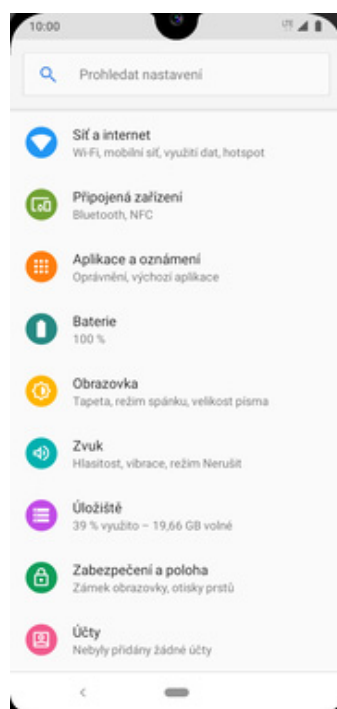 10:00
LTE
Prohledat nastavení
Síť a internet
Wi-Fi, mobilní síť, využití dat, hotspot
Připojená zařízení
Bluetooth, NFC
Aplikace a oznámení
Oprávnění, výchozí aplikace
Baterie
100 %
Obrazovka
Tapeta, režim spánku, velikost písma
Zvuk
Hlasitost, vibrace, režim Nerušit
Úložiště
39 % využito – 19,66 GB volné
Zabezpečení a poloha
Zámek obrazovky, otisky prstů
Účty
Nebyly přidány žádné účty